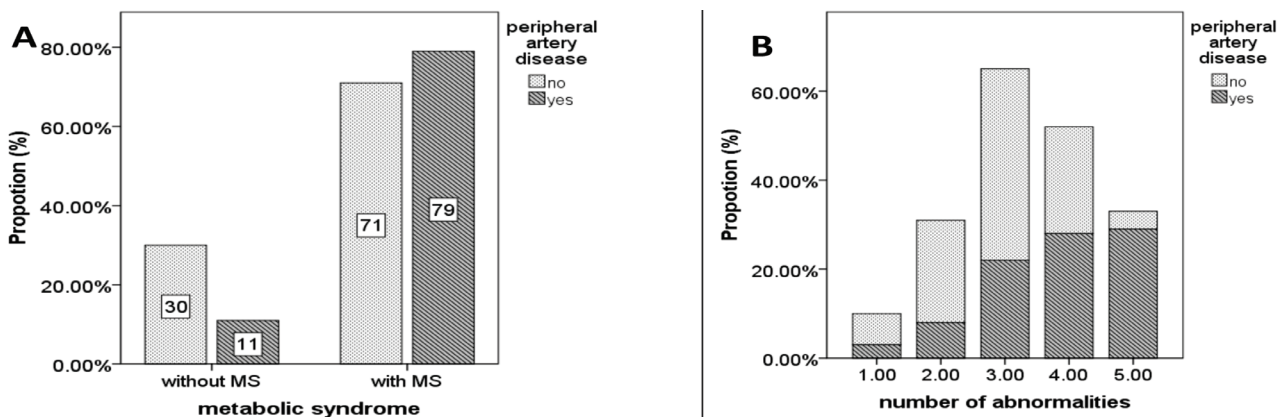 A
peripheral
artery
disease
no
yes
80.00%
60.00%
40.00%
20.00%
0.00%
Propotion (%)
30
11
71
79
without MS
with MS
metabolic syndrome
B
peripheral
artery
disease
no
yes
60.00%
40.00%
20.00%
0.00%
Propotion (%)
1.00 2.00 3.00 4.00 5.00
number of abnormalities